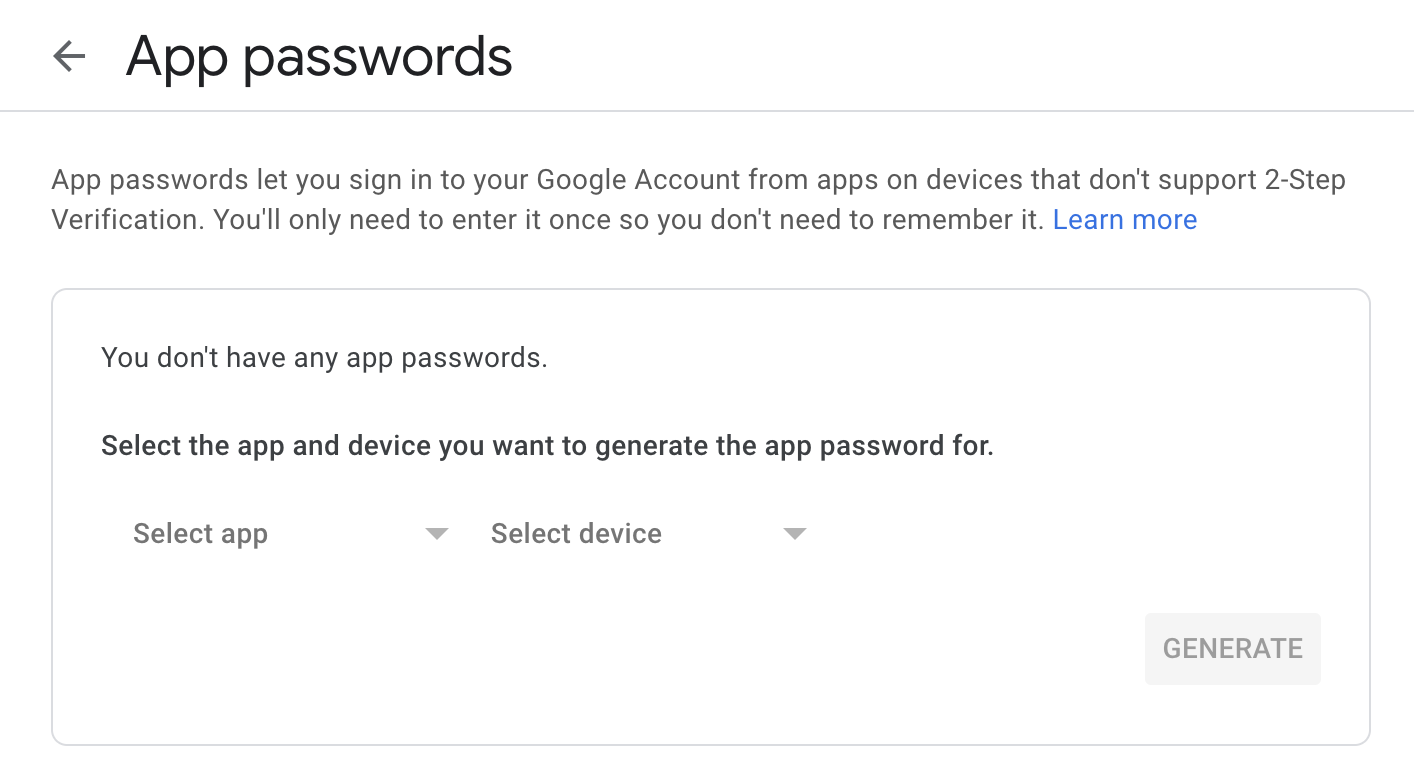 App passwords
App passwords let you sign in to your Google Account from apps on devices that don't support 2-Step
Verification. You'll only need to enter it once so you don't need to remember it. Learn more
You don't have any app passwords.
Select the app and device you want to generate the app password for.
Select app Select device
GENERATE